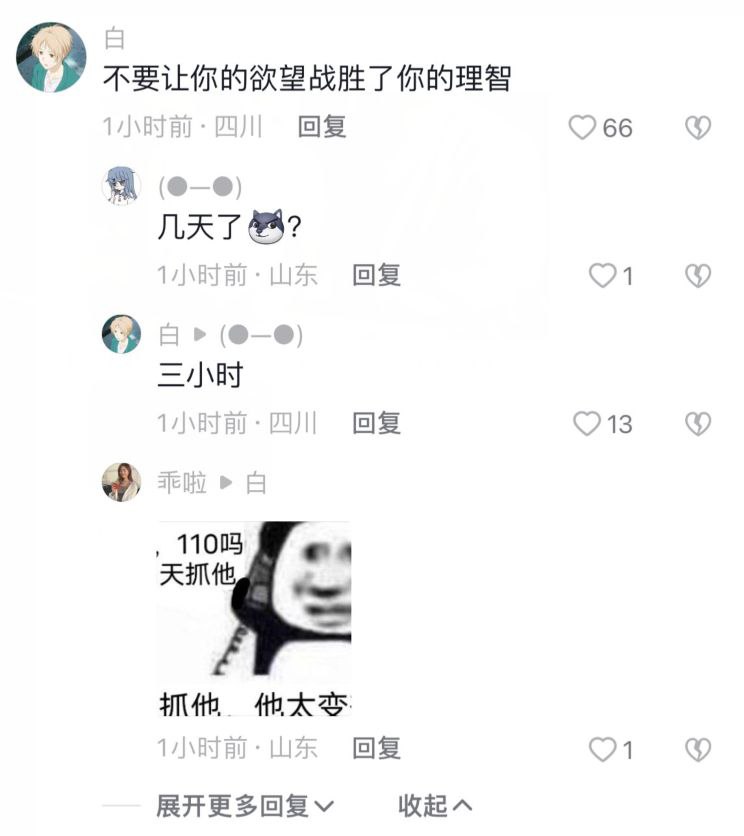 白
不要让你的欲望战胜了你的理智
1小时前·四川 回复 66
(●—●)
几天了?
1小时前·山东 回复 1
白 ▶ (●—●)
三小时
1小时前·四川 回复 13
乖啦 ▶ 白
，110吗
天抓他
抓他 他太变
1小时前·山东 回复 1
展开更多回复 收起